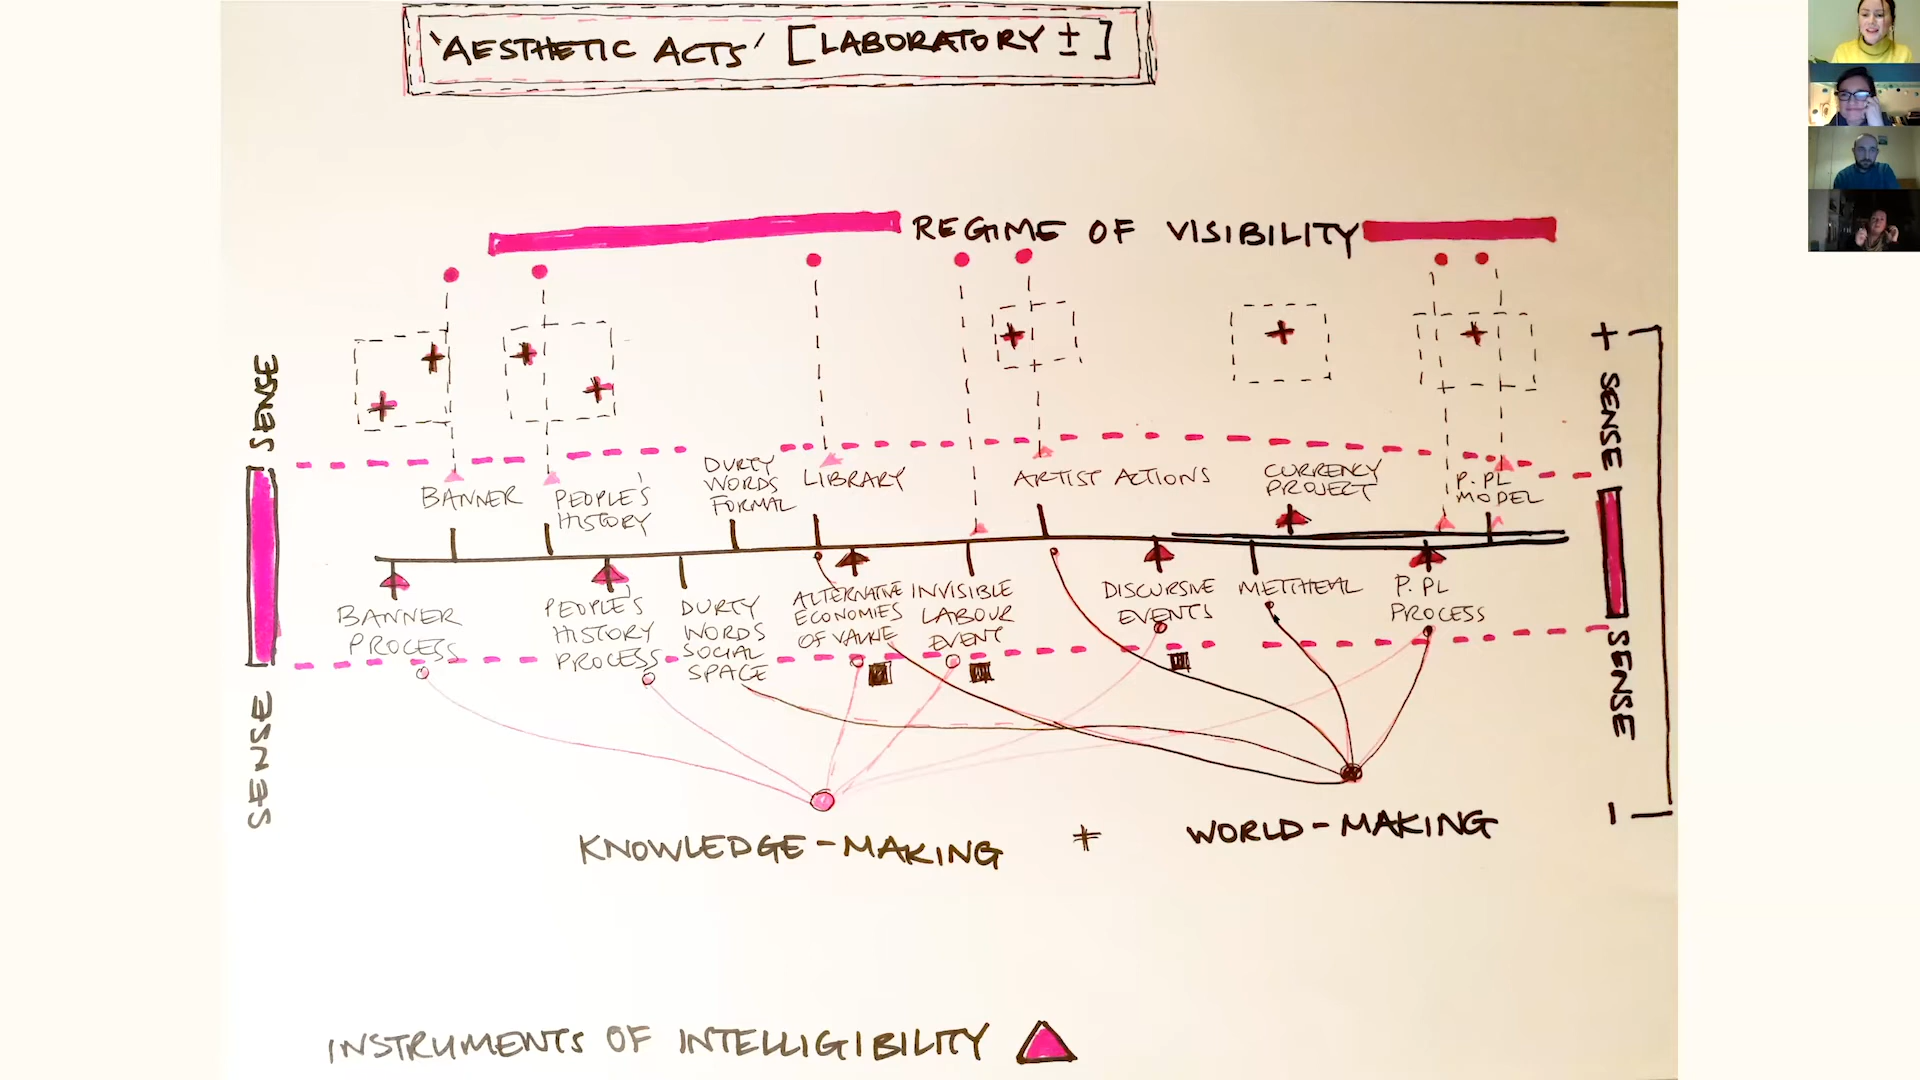 'AESTHETIC ACTS' [LABORATORY ±]
REGIME OF VISIBILITY
SENSE
+ SENSE
BANNER
PEOPLE'S
HISTORY
DURTY
WORDS
FORMAL
LIBRARY
ARTIST ACTIONS
CURRENCY
PROJECT
P.PL
MODEL
BANNER
PROCESS
PEOPLE'S
HISTORY
PROCESS
DURTY
WORDS
SOCIAL
SPACE
ALTERNATIVE
ECONOMIES
OF VALUE
INVISIBLE
LABOUR
EVENT
DISCURSIVE
EVENTS
METITHEAL
P.PL
PROCESS
SENSE
SENSE
-
KNOWLEDGE-MAKING + WORLD-MAKING
INSTRUMENTS OF INTELLIGIBILITY